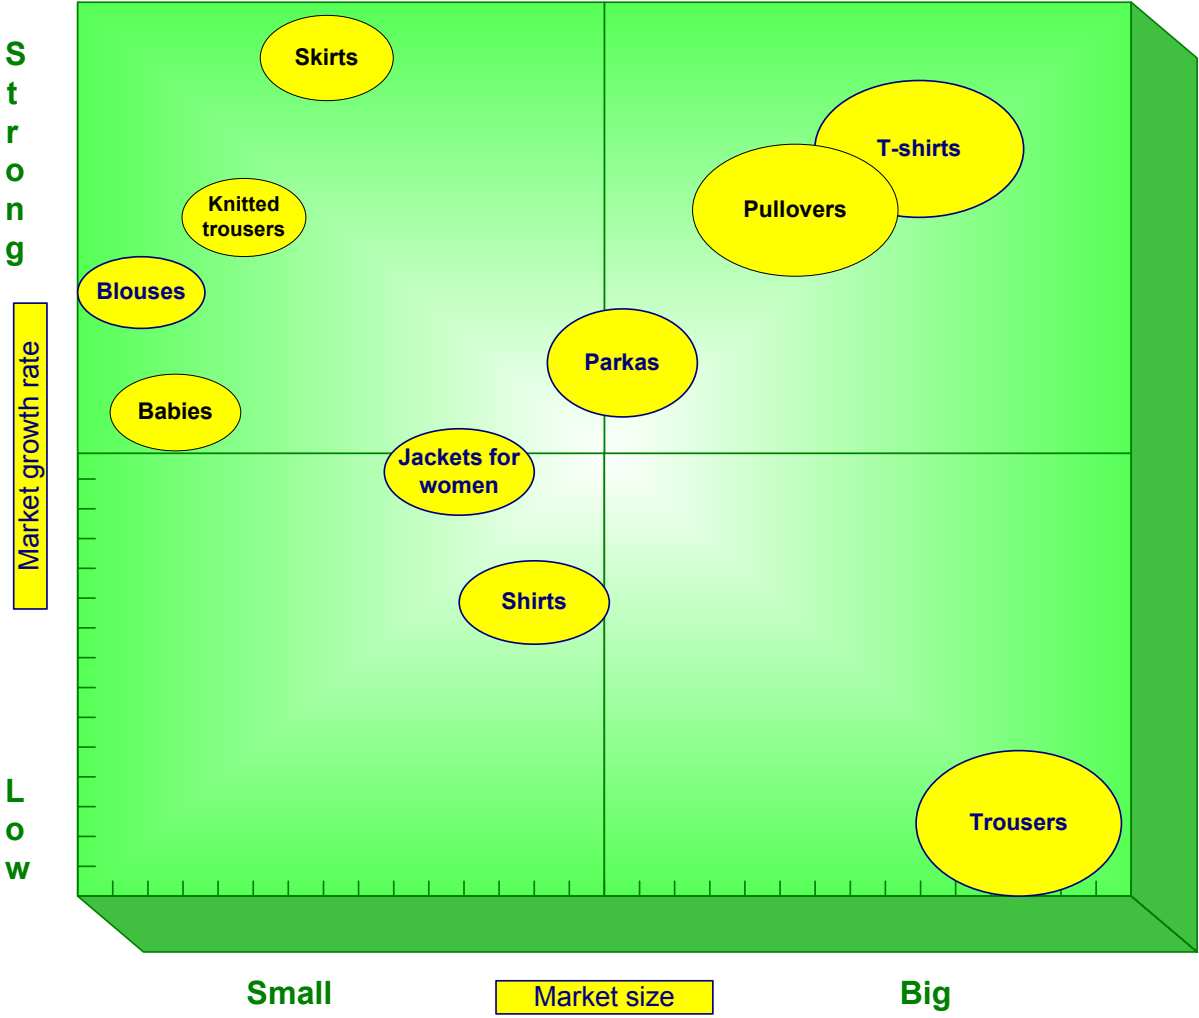 Strong
Market growth rate
Low
Skirts
T-shirts
Knitted
trousers
Pullovers
Blouses
Parkas
Babies
Jackets for
women
Shirts
Trousers
Small
Market size
Big